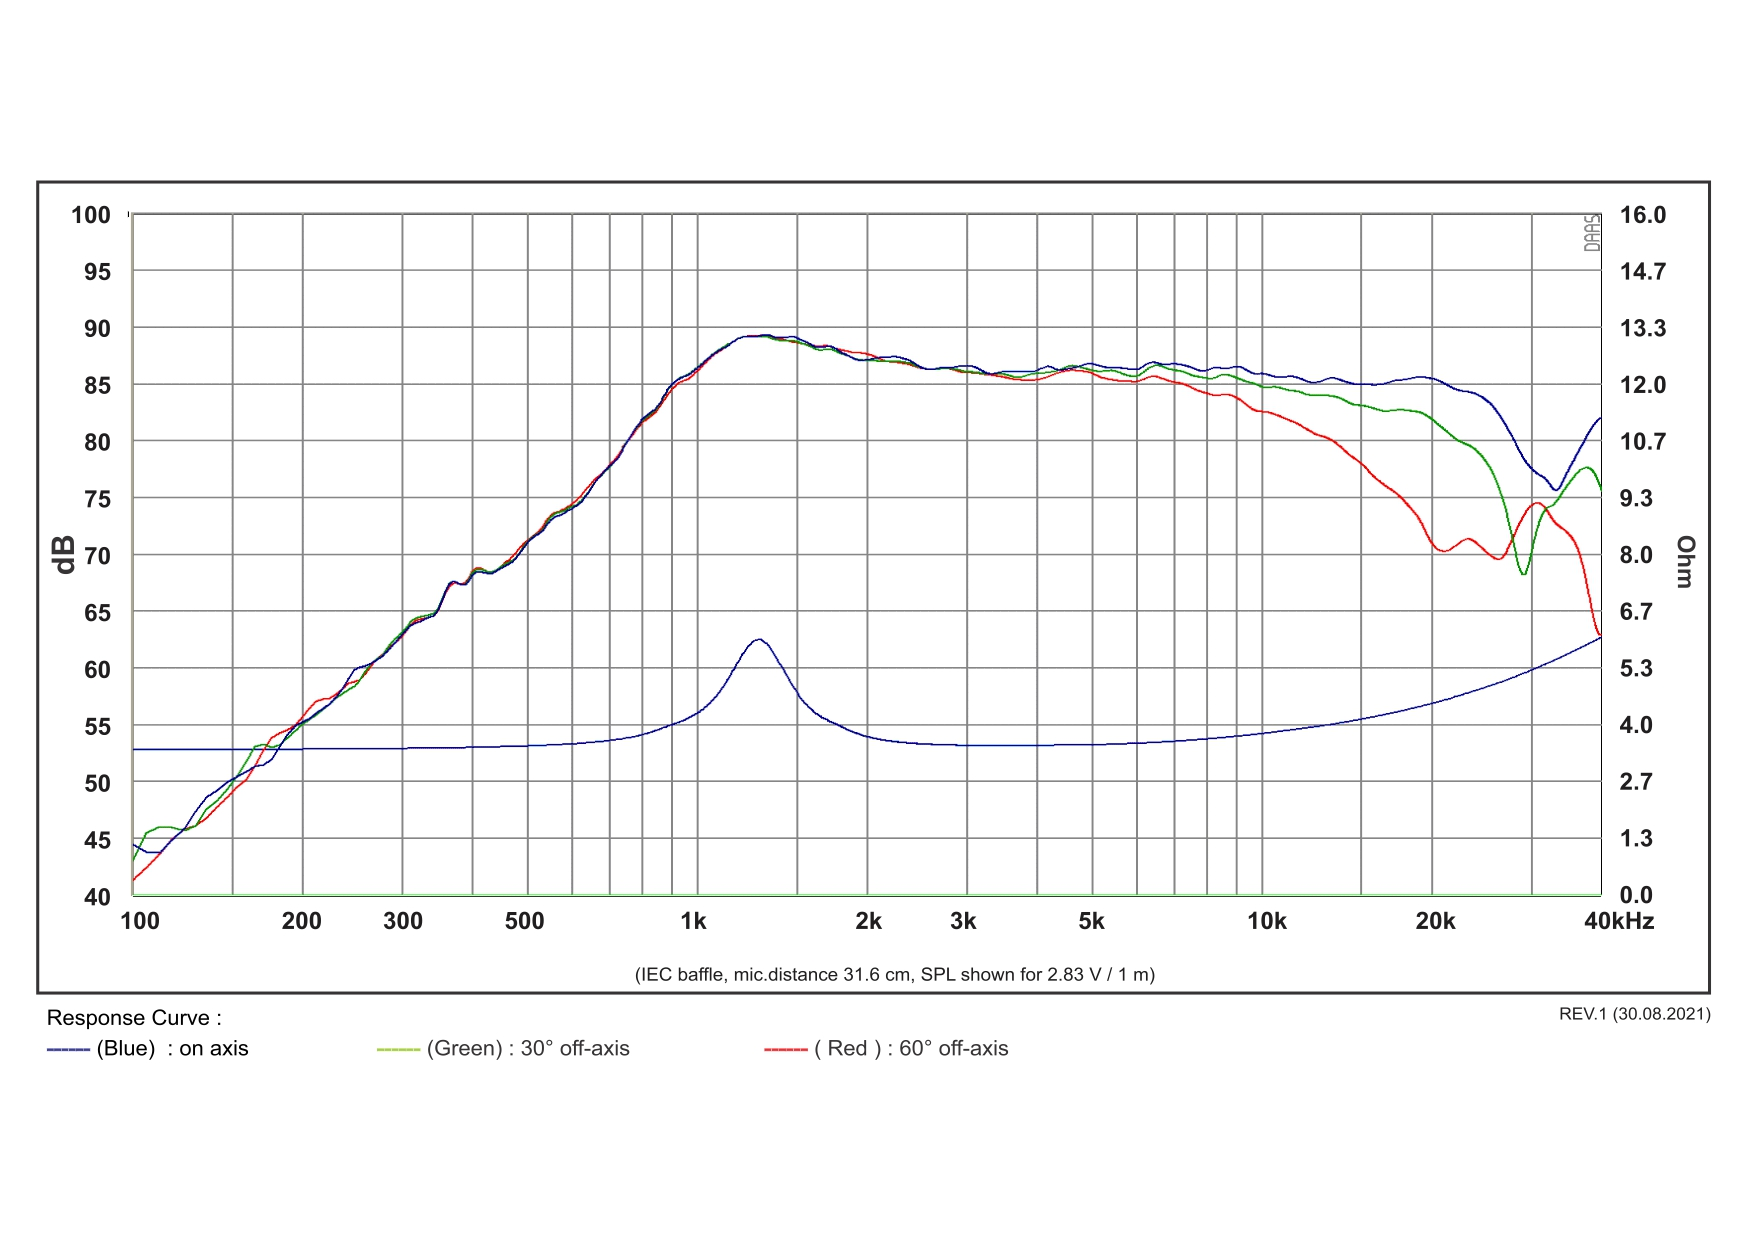 DAAS
100 16.0
95 14.7
90 13.3
85 12.0
80 10.7
75 9.3
70 8.0
dB Ohm
65 6.7
60 5.3
55 4.0
50 2.7
45 1.3
40 0.0
100 200 300 500 1k 2k 3k 5k 10k 20k 40kHz
(IEC baffle, mic.distance 31.6 cm, SPL shown for 2.83 V / 1 m)
Response Curve : REV.1 (30.08.2021)
(Blue) : on axis (Green) : 30° off-axis ( Red ) : 60° off-axis